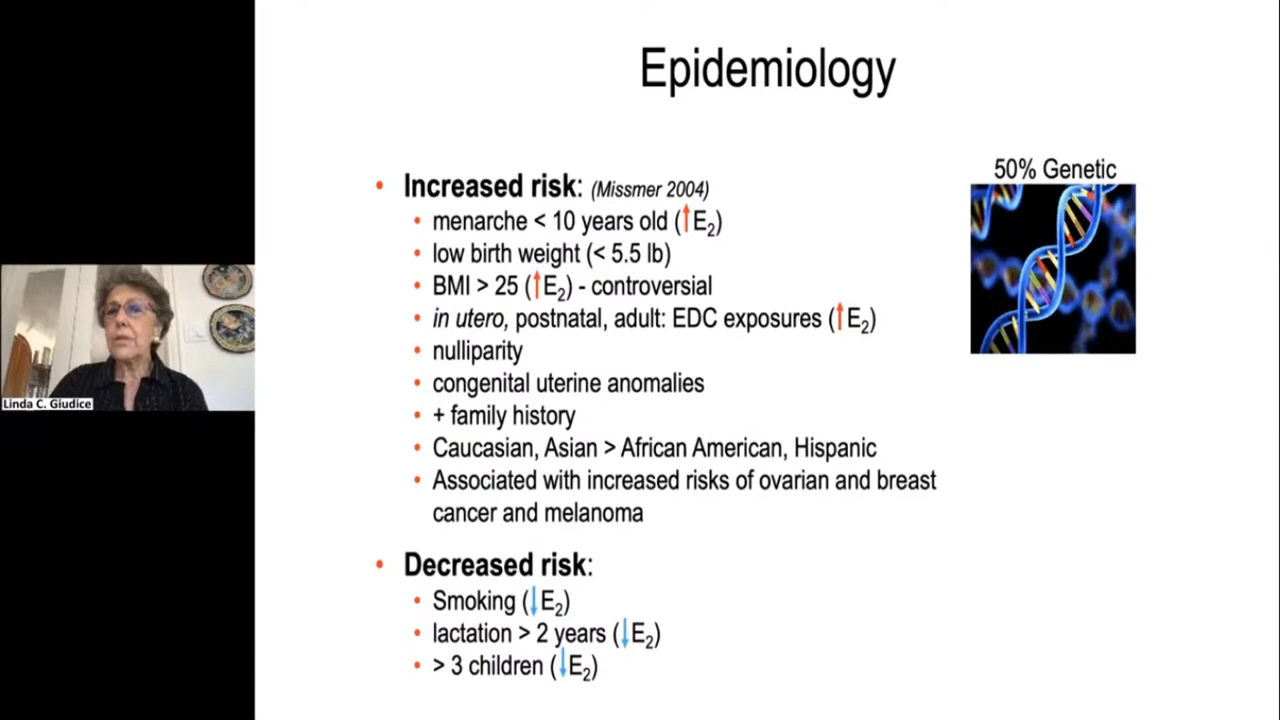 Epidemiology
50% Genetic
• Increased risk: (Missmer 2004)
• menarche < 10 years old (↑E₂)
• low birth weight (< 5.5 lb)
• BMI > 25 (↑E₂) - controversial
• in utero, postnatal, adult: EDC exposures (↑E₂)
• nulliparity
• congenital uterine anomalies
• + family history
• Caucasian, Asian > African American, Hispanic
• Associated with increased risks of ovarian and breast
cancer and melanoma
• Decreased risk:
• Smoking (↓E₂)
• lactation > 2 years (↓E₂)
• > 3 children (↓E₂)
Linda C. Giudice